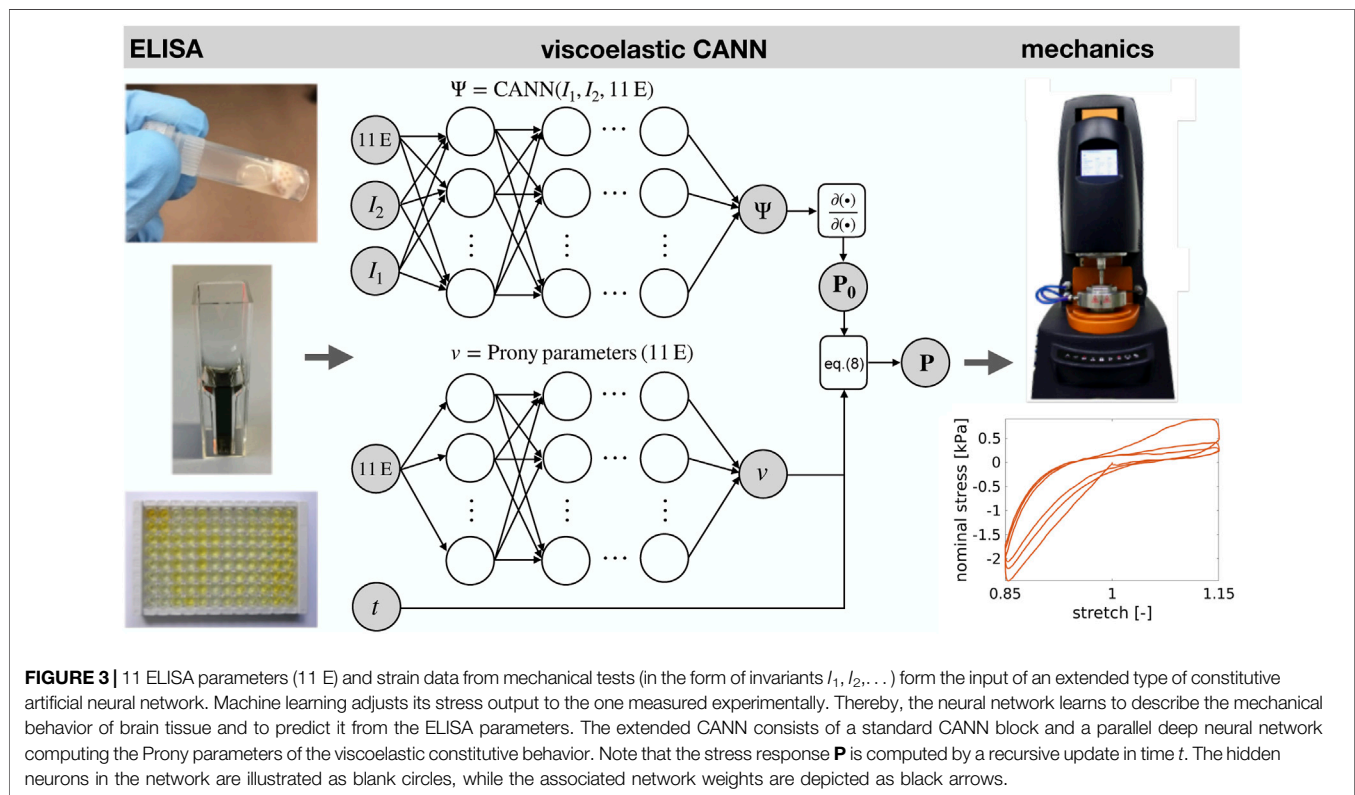 ELISA
viscoelastic CANN
mechanics
Ψ = CANN(I₁, I₂, 11 E)
11 E
I₂
I₁
Ψ
∂(•)
∂(•)
P₀
v = Prony parameters (11 E)
eq.(8)
P
11 E
v
t
nominal stress [kPa]
0.5
0
-0.5
-1
-1.5
-2
0.85
1
1.15
stretch [-]
FIGURE 3 | 11 ELISA parameters (11 E) and strain data from mechanical tests (in the form of invariants I₁, I₂,. . . ) form the input of an extended type of constitutive
artificial neural network. Machine learning adjusts its stress output to the one measured experimentally. Thereby, the neural network learns to describe the mechanical
behavior of brain tissue and to predict it from the ELISA parameters. The extended CANN consists of a standard CANN block and a parallel deep neural network
computing the Prony parameters of the viscoelastic constitutive behavior. Note that the stress response P is computed by a recursive update in time t. The hidden
neurons in the network are illustrated as blank circles, while the associated network weights are depicted as black arrows.